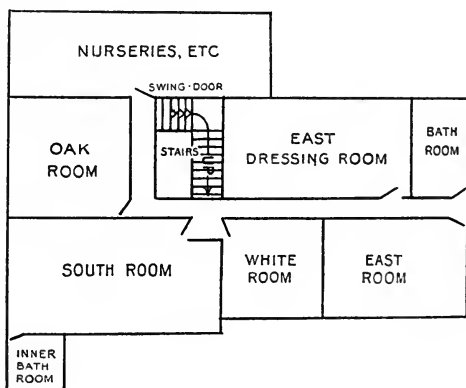 NURSERIES, ETC
SWING-DOOR
OAK
ROOM
STAIRS
UP
EAST
DRESSING ROOM
BATH
ROOM
SOUTH ROOM
WHITE
ROOM
EAST
ROOM
INNER
BATH
ROOM